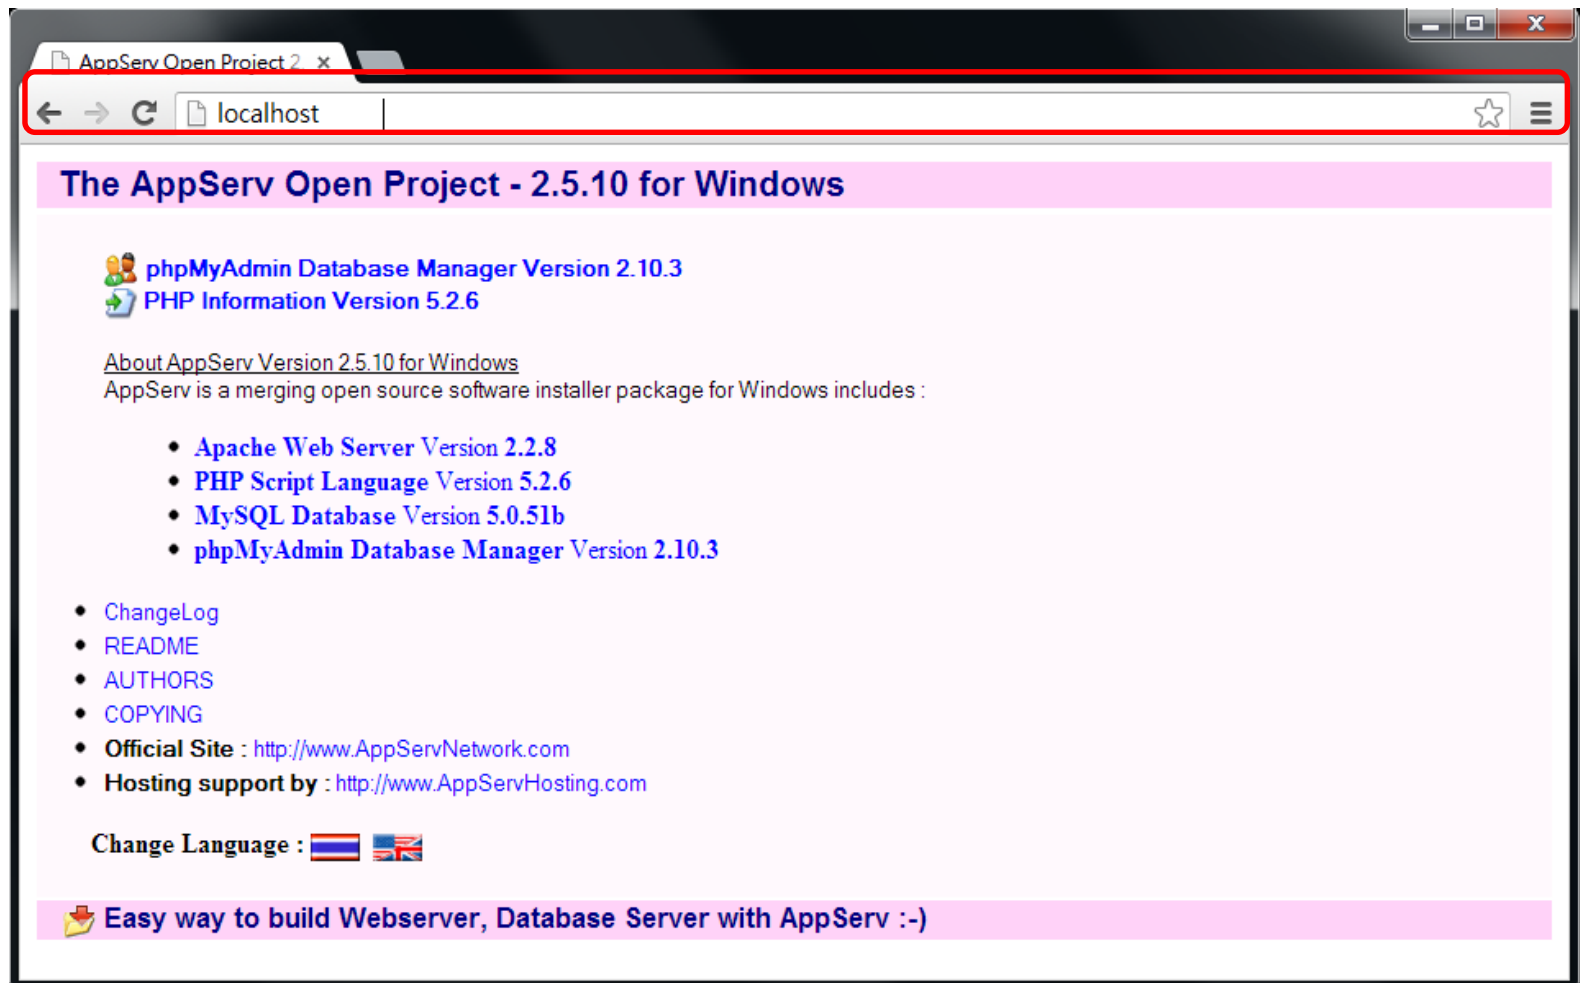 AppServ Open Project 2
localhost
The AppServ Open Project - 2.5.10 for Windows
phpMyAdmin Database Manager Version 2.10.3
PHP Information Version 5.2.6
About AppServ Version 2.5.10 for Windows
AppServ is a merging open source software installer package for Windows includes :
Apache Web Server Version 2.2.8
PHP Script Language Version 5.2.6
MySQL Database Version 5.0.51b
phpMyAdmin Database Manager Version 2.10.3
ChangeLog
README
AUTHORS
COPYING
Official Site : http://www.AppServNetwork.com
Hosting support by : http://www.AppServHosting.com
Change Language :
Easy way to build Webserver, Database Server with AppServ :-)